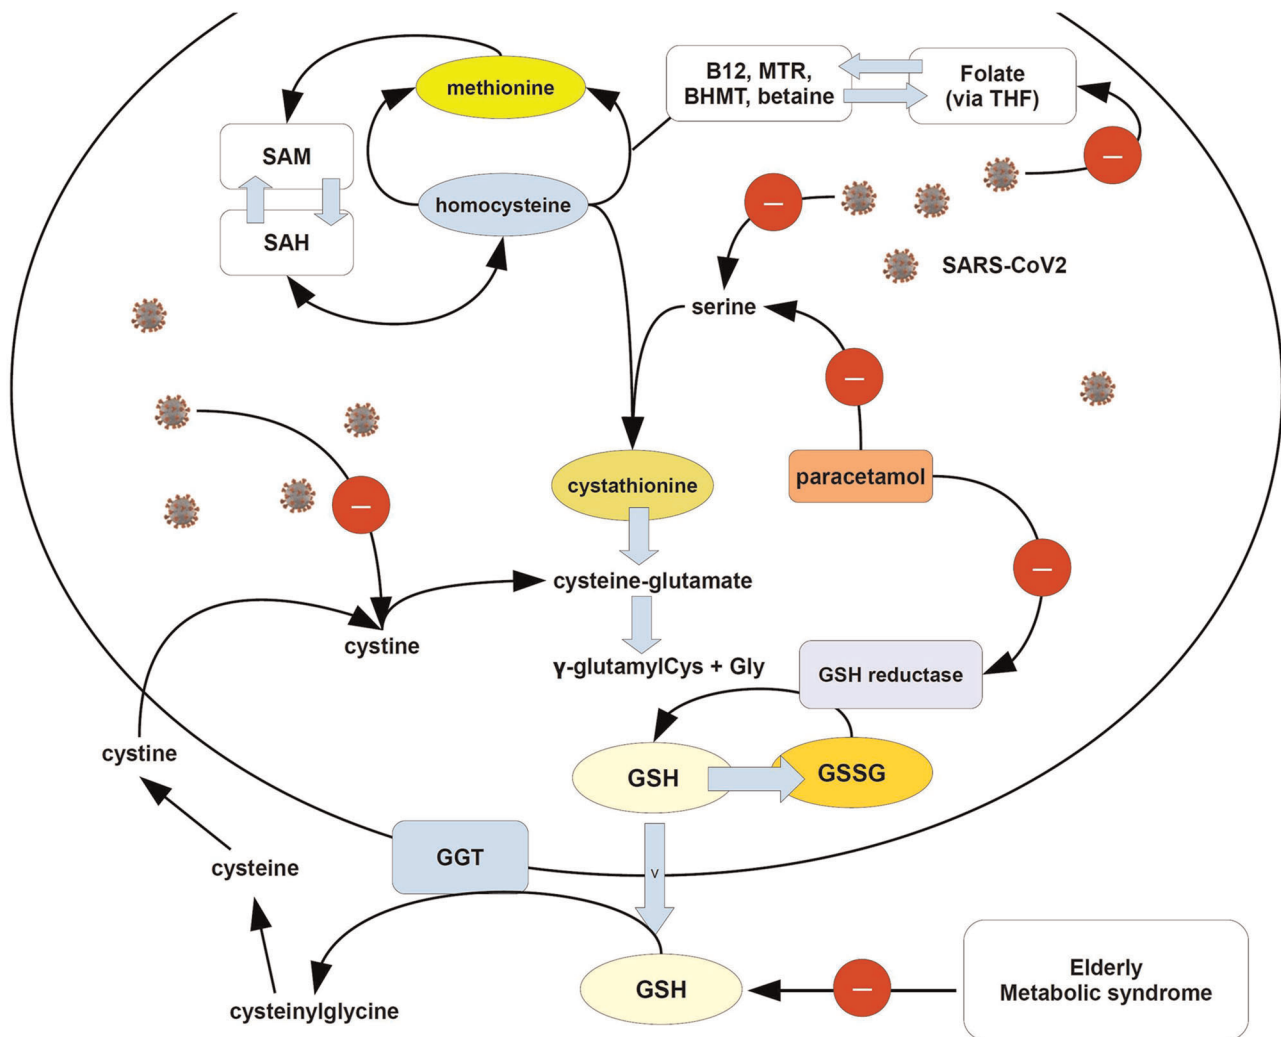 methionine
B12, MTR,
BHMT, betaine
Folate
(via THF)
SAM
homocysteine
SAH
SARS-CoV2
serine
paracetamol
cystathionine
cysteine-glutamate
cystine
γ-glutamylCys + Gly
GSH reductase
cystine
GSH
GSSG
GGT
cysteine
v
GSH
Elderly
Metabolic syndrome
cysteinylglycine